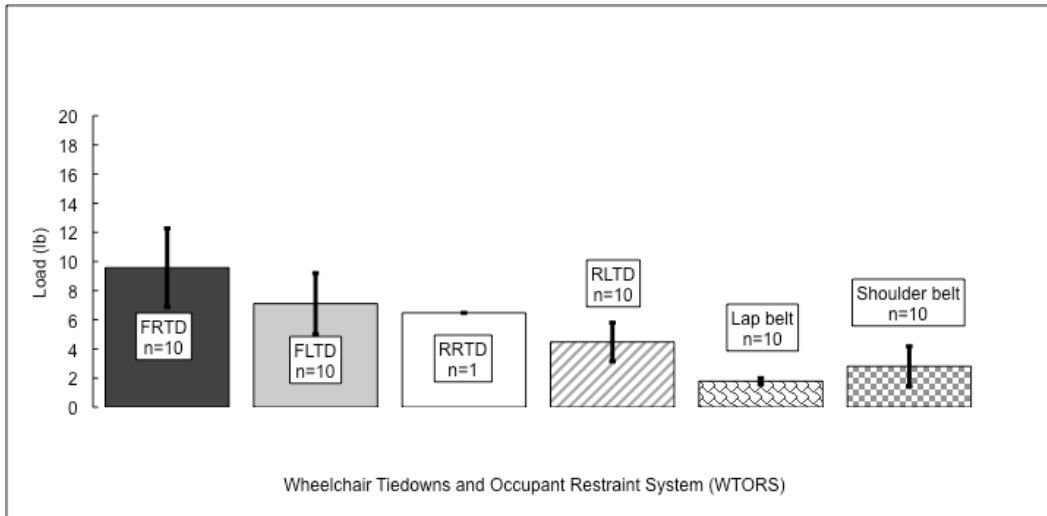 20
18
16
14
12
10
8
6
4
2
0
Load (lb)
FRTD
n=10
FLTD
n=10
RRTD
n=1
RLTD
n=10
Lap belt
n=10
Shoulder belt
n=10
Wheelchair Tiedowns and Occupant Restraint System (WTORS)